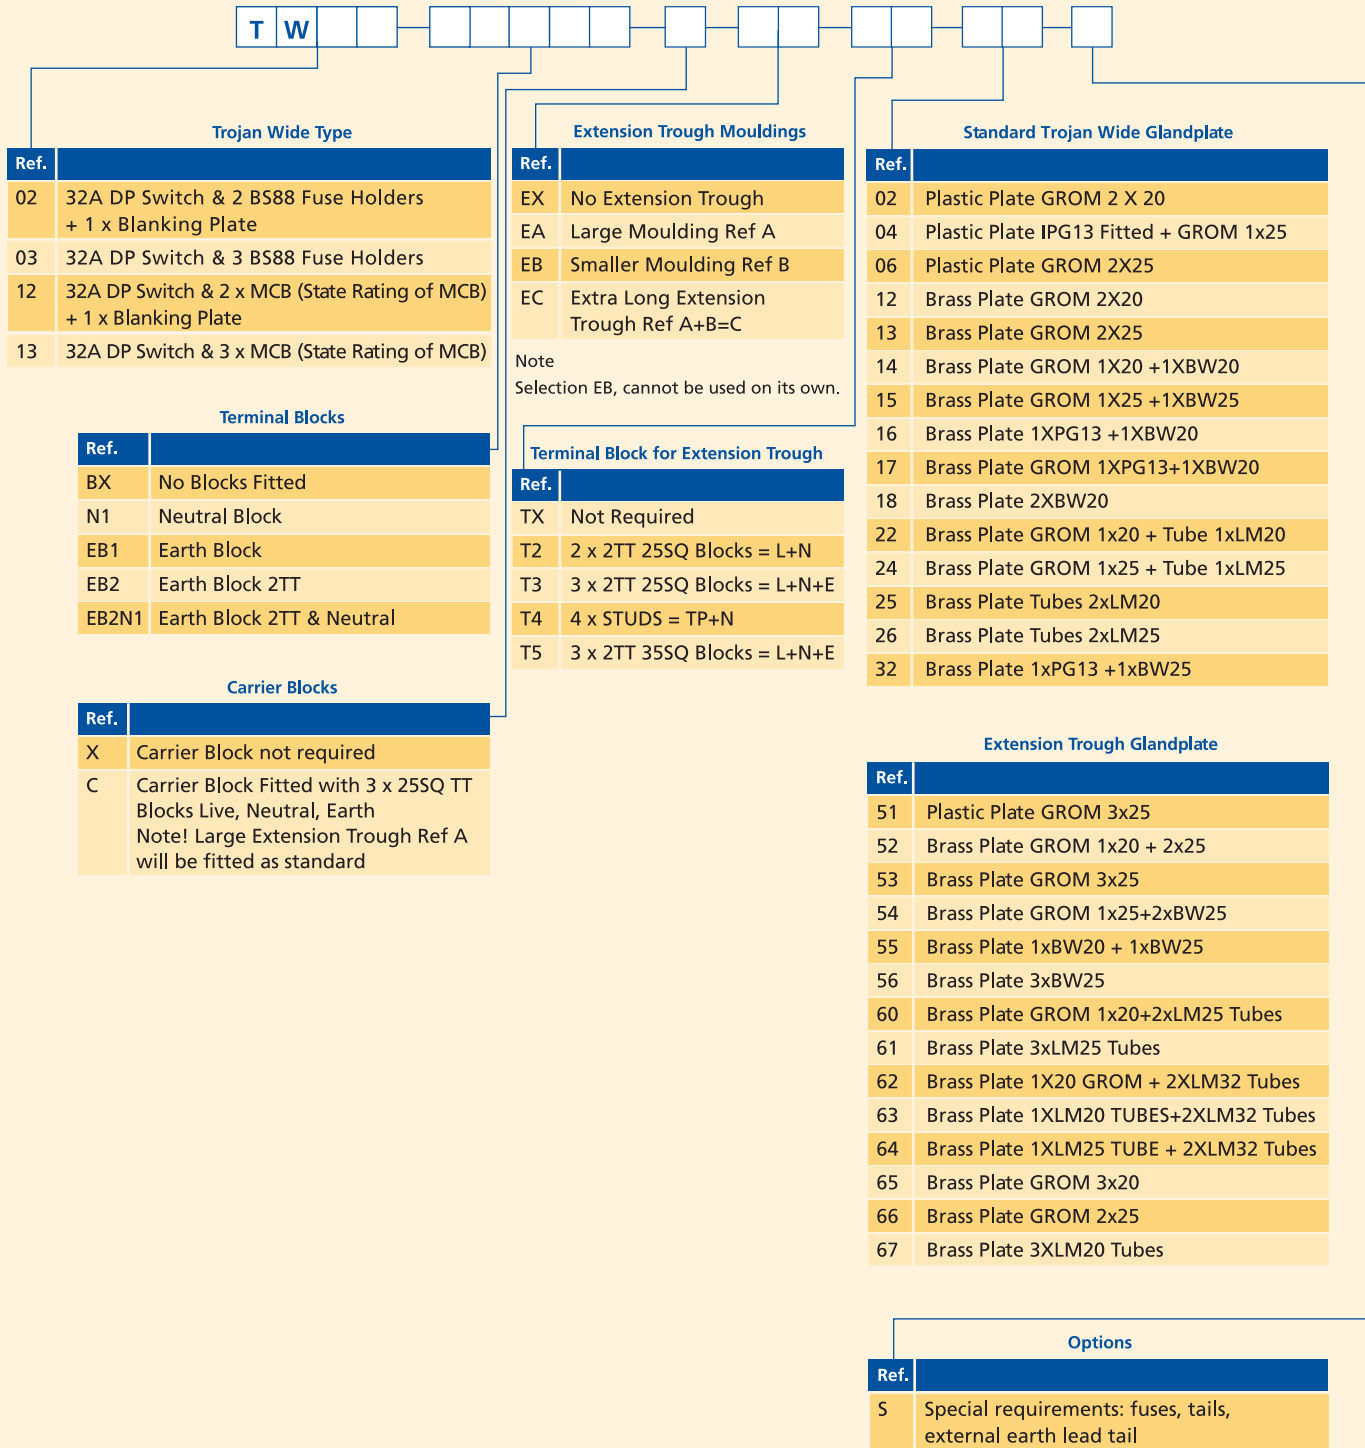 T W
Trojan Wide Type
Ref.
02 32A DP Switch & 2 BS88 Fuse Holders
+ 1 x Blanking Plate
03 32A DP Switch & 3 BS88 Fuse Holders
12 32A DP Switch & 2 x MCB (State Rating of MCB)
+ 1 x Blanking Plate
13 32A DP Switch & 3 x MCB (State Rating of MCB)
Terminal Blocks
Ref.
BX No Blocks Fitted
N1 Neutral Block
EB1 Earth Block
EB2 Earth Block 2TT
EB2N1 Earth Block 2TT & Neutral
Carrier Blocks
Ref.
X Carrier Block not required
C Carrier Block Fitted with 3 x 25SQ TT
Blocks Live, Neutral, Earth
Note! Large Extension Trough Ref A
will be fitted as standard
Extension Trough Mouldings
Ref.
EX No Extension Trough
EA Large Moulding Ref A
EB Smaller Moulding Ref B
EC Extra Long Extension
Trough Ref A+B=C
Note
Selection EB, cannot be used on its own.
Terminal Block for Extension Trough
Ref.
TX Not Required
T2 2 x 2TT 25SQ Blocks = L+N
T3 3 x 2TT 25SQ Blocks = L+N+E
T4 4 x STUDS = TP+N
T5 3 x 2TT 35SQ Blocks = L+N+E
Standard Trojan Wide Glandplate
Ref.
02 Plastic Plate GROM 2 X 20
04 Plastic Plate IPG13 Fitted + GROM 1x25
06 Plastic Plate GROM 2X25
12 Brass Plate GROM 2X20
13 Brass Plate GROM 2X25
14 Brass Plate GROM 1X20 +1XBW20
15 Brass Plate GROM 1X25 +1XBW25
16 Brass Plate 1XPG13 +1XBW20
17 Brass Plate GROM 1XPG13+1XBW20
18 Brass Plate 2XBW20
22 Brass Plate GROM 1x20 + Tube 1xLM20
24 Brass Plate GROM 1x25 + Tube 1xLM25
25 Brass Plate Tubes 2xLM20
26 Brass Plate Tubes 2xLM25
32 Brass Plate 1xPG13 +1xBW25
Extension Trough Glandplate
Ref.
51 Plastic Plate GROM 3x25
52 Brass Plate GROM 1x20 + 2x25
53 Brass Plate GROM 3x25
54 Brass Plate GROM 1x25+2xBW25
55 Brass Plate 1xBW20 + 1xBW25
56 Brass Plate 3xBW25
60 Brass Plate GROM 1x20+2xLM25 Tubes
61 Brass Plate 3xLM25 Tubes
62 Brass Plate 1X20 GROM + 2XLM32 Tubes
63 Brass Plate 1XLM20 TUBES+2XLM32 Tubes
64 Brass Plate 1XLM25 TUBE + 2XLM32 Tubes
65 Brass Plate GROM 3x20
66 Brass Plate GROM 2x25
67 Brass Plate 3XLM20 Tubes
Options
Ref.
S Special requirements: fuses, tails,
external earth lead tail